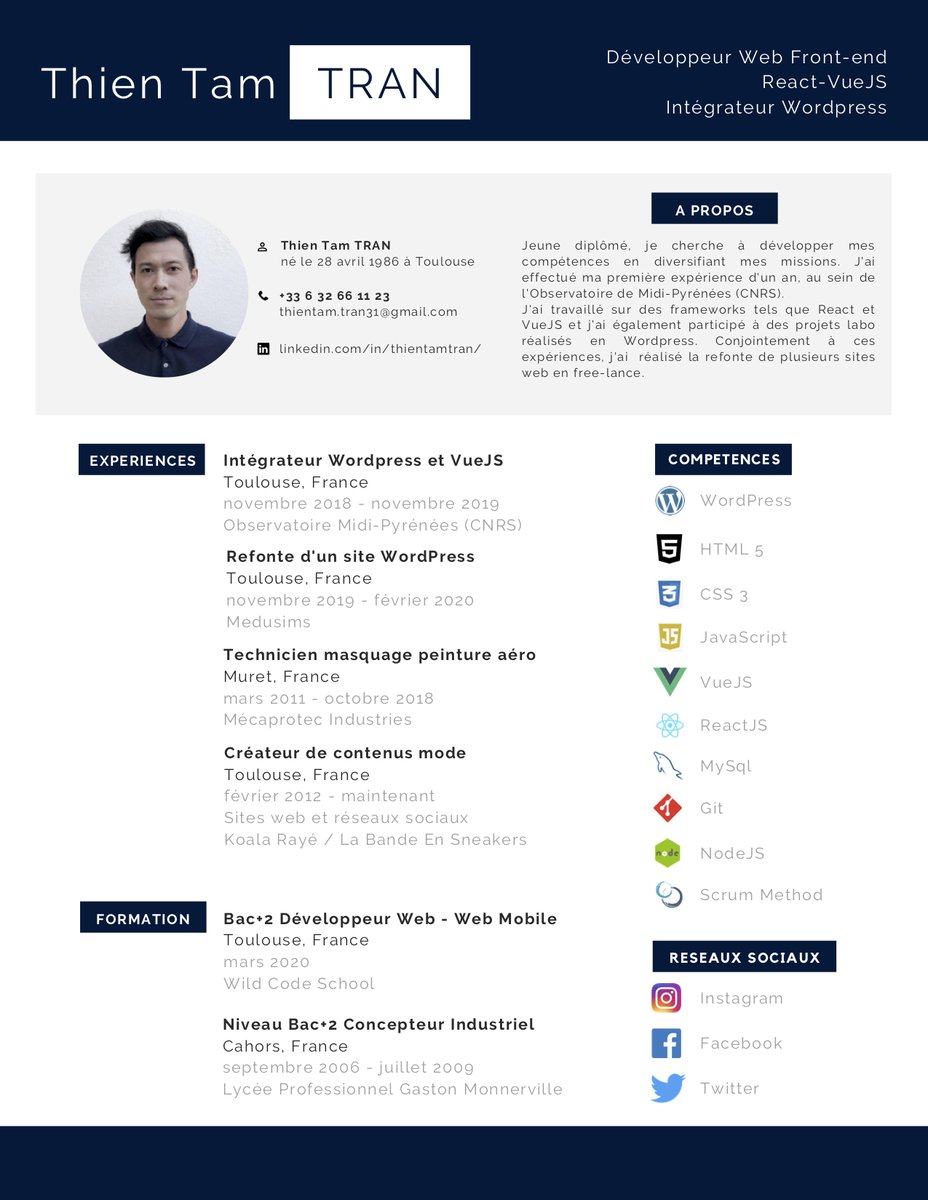 Thien Tam TRAN
Développeur Web Front-end
React-VueJS
Intégrateur Wordpress
Thien Tam TRAN
né le 28 avril 1986 à Toulouse
+33 6 32 66 11 23
thientam.tran31@gmail.com
linkedin.com/in/thientamtran/
A PROPOS
Jeune diplômé, je cherche à développer mes
compétences en diversifiant mes missions. J'ai
effectué ma première expérience d'un an, au sein de
l'Observatoire de Midi-Pyrénées (CNRS).
J'ai travaillé sur des frameworks tels que React et
VueJS et j'ai également participé à des projets labo
réalisés en Wordpress. Conjointement à ces
expériences, j'ai réalisé la refonte de plusieurs sites
web en free-lance.
EXPERIENCES
Intégrateur Wordpress et VueJS
Toulouse, France
novembre 2018 - novembre 2019
Observatoire Midi-Pyrénées (CNRS)
Refonte d'un site WordPress
Toulouse, France
novembre 2019 - février 2020
Medusims
Technicien masquage peinture aéro
Muret, France
mars 2011 - octobre 2018
Mécaprotec Industries
Créateur de contenus mode
Toulouse, France
février 2012 - maintenant
Sites web et réseaux sociaux
Koala Rayé / La Bande En Sneakers
FORMATION
Bac+2 Développeur Web - Web Mobile
Toulouse, France
mars 2020
Wild Code School
Niveau Bac+2 Concepteur Industriel
Cahors, France
septembre 2006 - juillet 2009
Lycée Professionnel Gaston Monnerville
COMPETENCES
WordPress
HTML 5
CSS 3
JavaScript
VueJS
ReactJS
MySql
Git
NodeJS
Scrum Method
RESEAUX SOCIAUX
Instagram
Facebook
Twitter